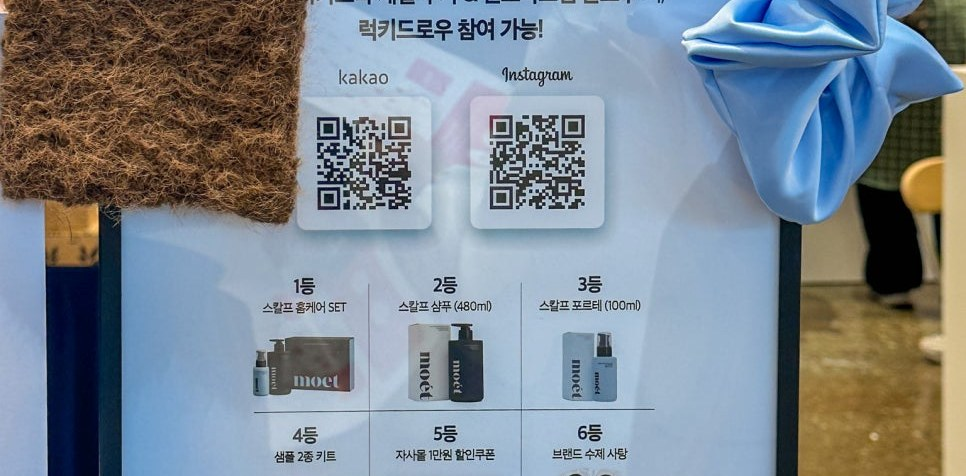 럭키드로우 참여 가능!
kakao
Instagram
1등
스칼프 홈케어 SET
2등
스칼프 샴푸 (480ml)
3등
스칼프 포르테 (100ml)
moet
moet
moet
moet
moet
4등
샘플 2종 키트
5등
자사몰 1만원 할인쿠폰
6등
브랜드 수제 사탕